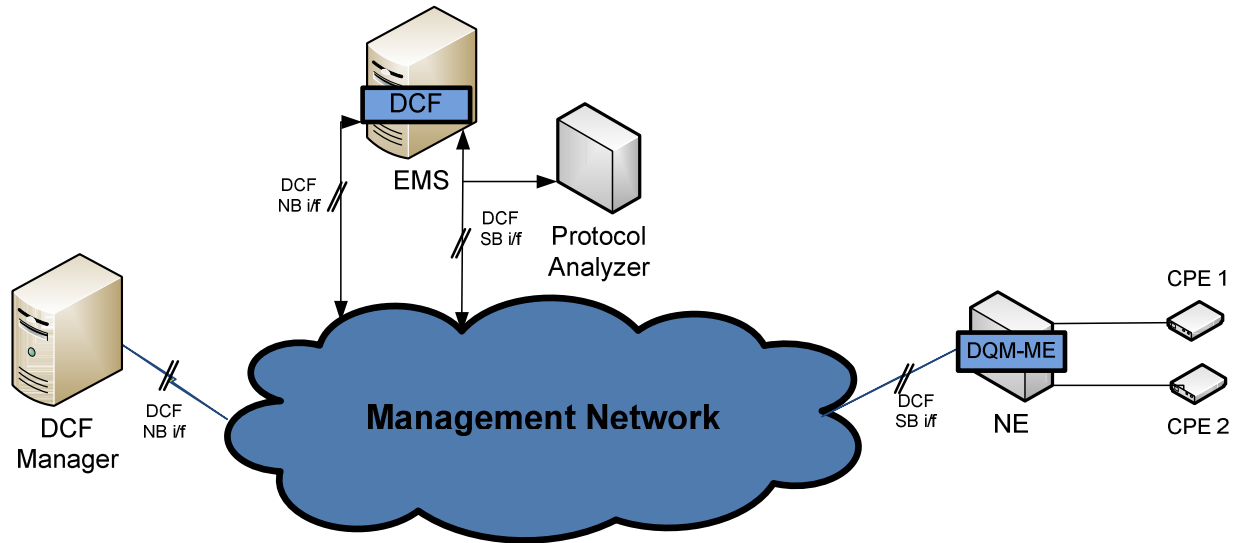 DCF
EMS
DCF
NB i/f
DCF
SB i/f
Protocol
Analyzer
DCF
Manager
DCF
NB i/f
Management Network
DCF
SB i/f
DQM-ME
NE
CPE 1
CPE 2